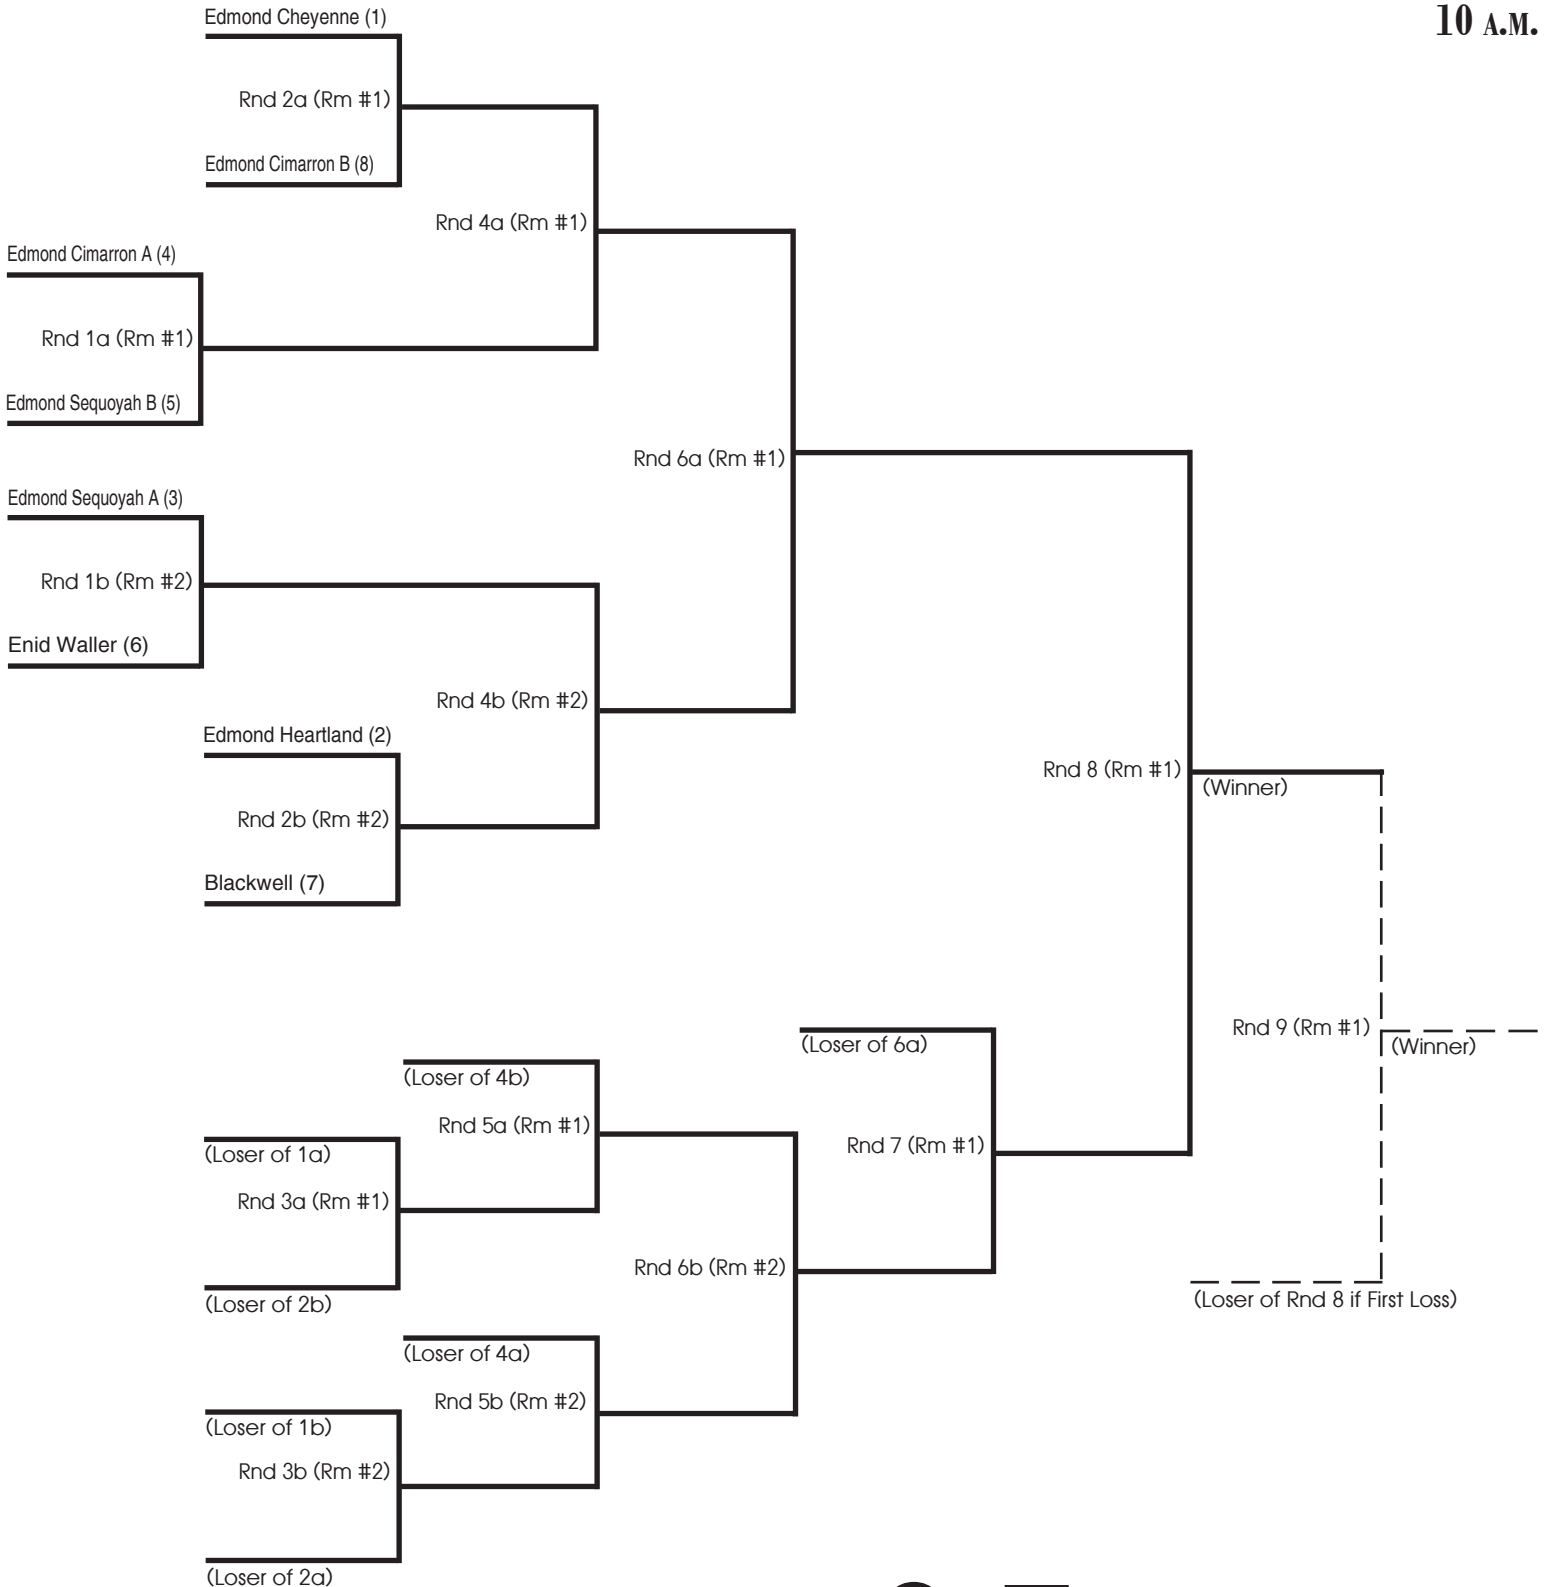 Edmond Cheyenne (1)
10 A.M.
Rnd 2a (Rm #1)
Edmond Cimarron B (8)
Rnd 4a (Rm #1)
Edmond Cimarron A (4)
Rnd 1a (Rm #1)
Edmond Sequoyah B (5)
Rnd 6a (Rm #1)
Edmond Sequoyah A (3)
Rnd 1b (Rm #2)
Enid Waller (6)
Rnd 4b (Rm #2)
Edmond Heartland (2)
Rnd 8 (Rm #1)
(Winner)
Rnd 2b (Rm #2)
Blackwell (7)
Rnd 9 (Rm #1)
(Winner)
(Loser of 6a)
(Loser of 4b)
Rnd 5a (Rm #1)
Rnd 7 (Rm #1)
(Loser of 1a)
Rnd 3a (Rm #1)
Rnd 6b (Rm #2)
(Loser of 2b)
(Loser of Rnd 8 if First Loss)
(Loser of 4a)
Rnd 5b (Rm #2)
(Loser of 1b)
Rnd 3b (Rm #2)
(Loser of 2a)